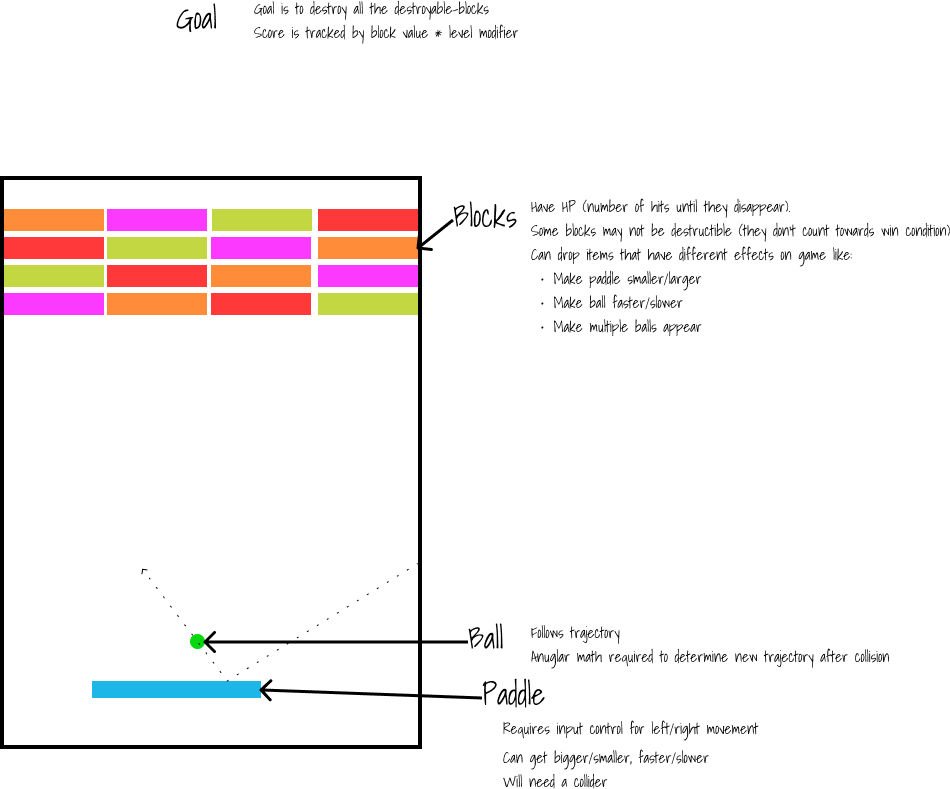 Goal
Goal is to destroy all the destroyable-blocks
Score is tracked by block value * level modifier
Blocks
Have HP (number of hits until they disappear).
Some blocks may not be destructible (they don't count towards win condition)
Can drop items that have different effects on game like:
• Make paddle smaller/larger
• Make ball faster/slower
• Make multiple balls appear
Ball
Follows trajectory
Anuglar math required to determine new trajectory after collision
Paddle
Requires input control for left/right movement
Can get bigger/smaller, faster/slower
Will need a collider